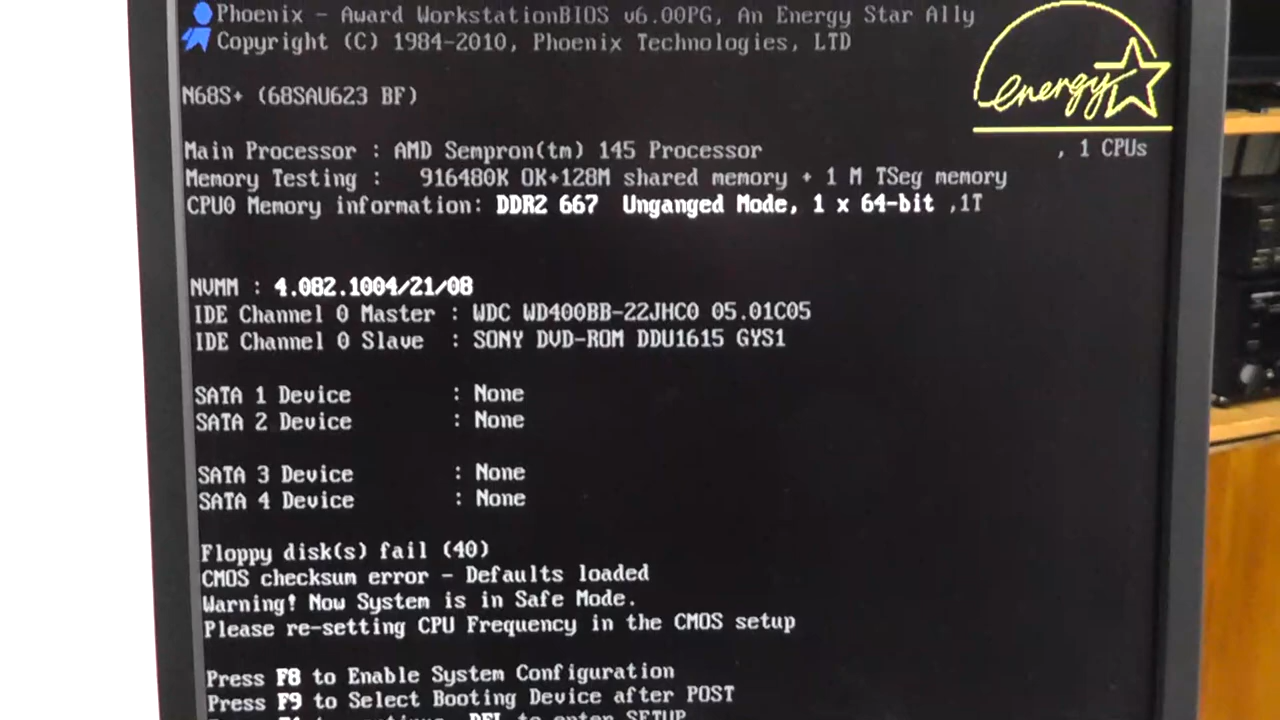 Phoenix - Award WorkstationBIOS v6.00PG, An Energy Star Ally
Copyright (C) 1984-2010, Phoenix Technologies, LTD
energy
N68S+ (68SAU623 BF)
Main Processor : AMD Sempron(tm) 145 Processor , 1 CPUs
Memory Testing : 916480K OK+128M shared memory + 1 M TSeg memory
CPU0 Memory information: DDR2 667 Unganged Mode, 1 x 64-bit ,1T
NVMM : 4.082.1004/21/08
IDE Channel 0 Master : WDC WD400BB-22JHC0 05.01C05
IDE Channel 0 Slave : SONY DVD-ROM DDU1615 GYS1
SATA 1 Device : None
SATA 2 Device : None
SATA 3 Device : None
SATA 4 Device : None
Floppy disk(s) fail (40)
CMOS checksum error - Defaults loaded
Warning! Now System is in Safe Mode.
Please re-setting CPU Frequency in the CMOS setup
Press F8 to Enable System Configuration
Press F9 to Select Booting Device after POST
DEL to enter SETUP